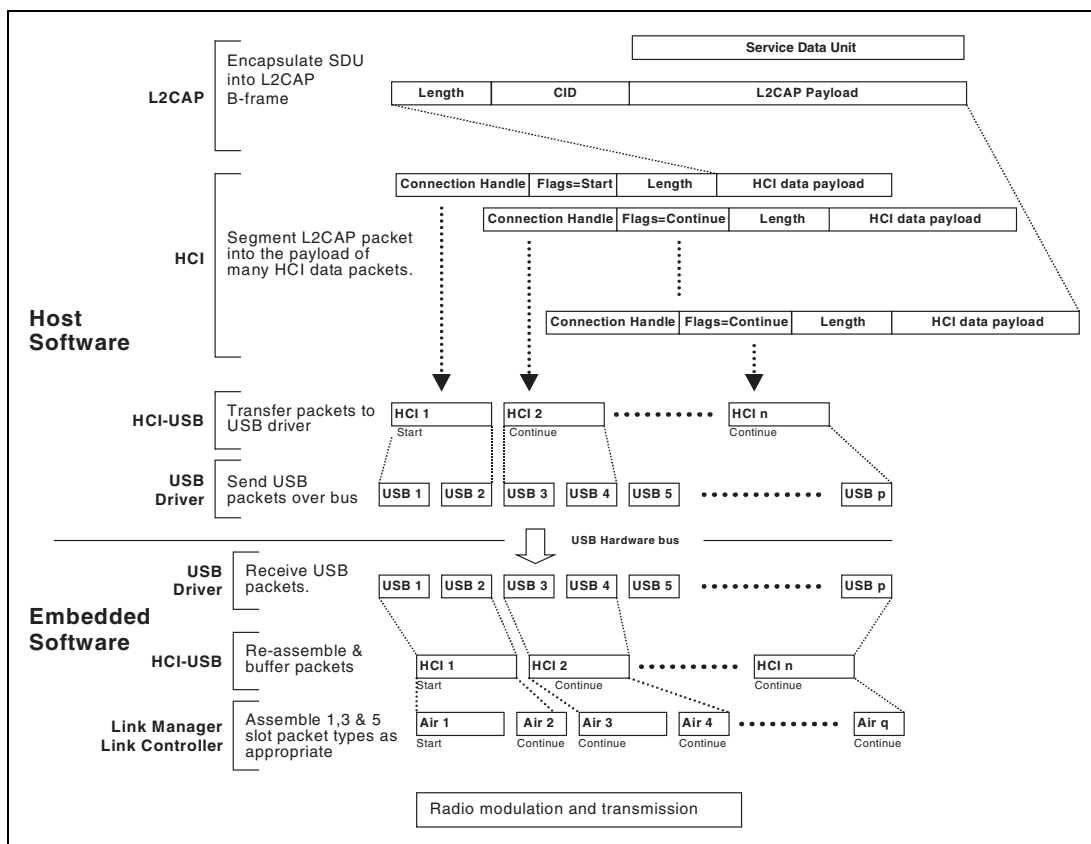 Service Data Unit
Encapsulate SDU
into L2CAP
B-frame
L2CAP
Length CID L2CAP Payload
Connection Handle Flags=Start Length HCI data payload
Connection Handle Flags=Continue Length HCI data payload
Segment L2CAP packet
into the payload of
many HCI data packets.
HCI
Host
Software
Connection Handle Flags=Continue Length HCI data payload
HCI-USB
Transfer packets to
USB driver
HCI 1 HCI 2 HCI n
Start Continue Continue
USB
Driver
Send USB
packets over bus
USB 1 USB 2 USB 3 USB 4 USB 5 USB p
USB Hardware bus
USB
Driver
Receive USB
packets.
USB 1 USB 2 USB 3 USB 4 USB 5 USB p
Embedded
Software
HCI-USB
Re-assemble &
buffer packets
HCI 1 HCI 2 HCI n
Start Continue Continue
Link Manager
Link Controller
Assemble 1,3 & 5
slot packet types as
appropriate
Air 1 Air 2 Air 3 Air 4 Air q
Start Continue Continue Continue Continue
Radio modulation and transmission